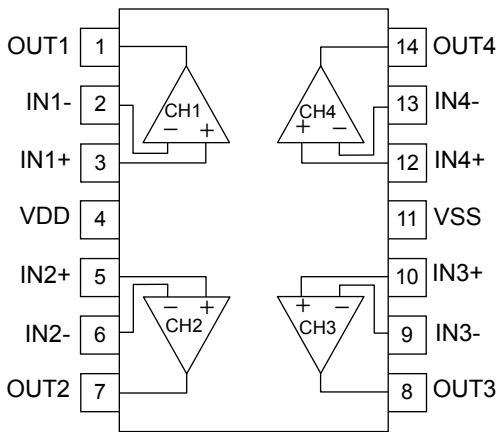 OUT1 1 14 OUT4
IN1- 2 CH1 CH4 13 IN4-
− + + −
IN1+ 3 12 IN4+
VDD 4 11 VSS
IN2+ 5 10 IN3+
− + + −
IN2- 6 CH2 CH3 9 IN3-
OUT2 7 8 OUT3